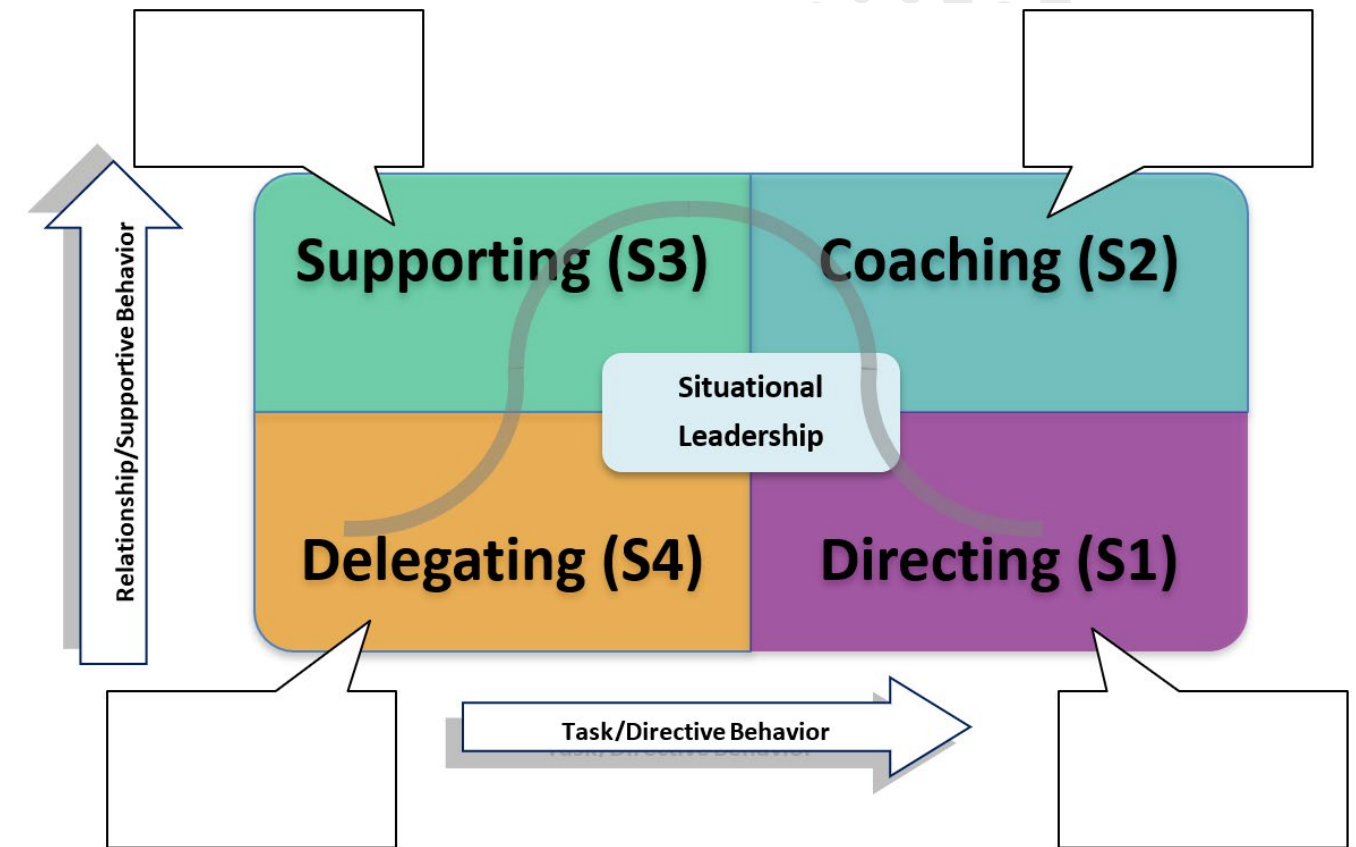 Supporting (S3)
Coaching (S2)
Relationship/Supportive Behavior
Situational
Leadership
Delegating (S4)
Directing (S1)
Task/Directive Behavior